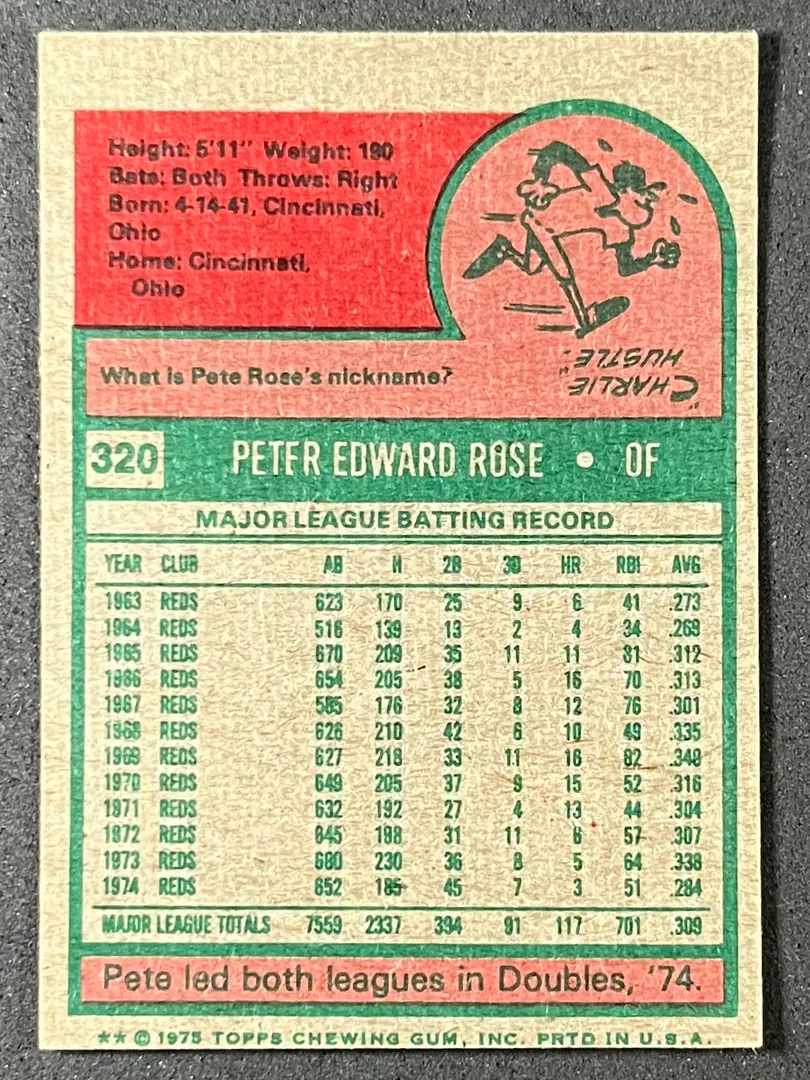 Height: 5'11" Weight: 190
Bats: Both Throws: Right
Born: 4-14-41, Cincinnati,
Ohio
Home: Cincinnati,
Ohio
What is Pete Rose's nickname?
"CHARLIE
HUSTLE."
320 PETER EDWARD ROSE • OF
MAJOR LEAGUE BATTING RECORD
YEAR CLUB AB H 2B 3B HR RBI AVG
1963 REDS 623 170 25 9 6 41 .273
1964 REDS 516 139 13 2 4 34 .269
1965 REDS 670 209 35 11 11 81 .312
1966 REDS 654 205 38 5 16 70 .313
1967 REDS 585 176 32 8 12 76 .301
1968 REDS 626 210 42 6 10 49 .335
1969 REDS 627 218 33 11 16 82 .348
1970 REDS 649 205 37 9 15 52 .316
1971 REDS 632 192 27 4 13 44 .304
1972 REDS 645 198 31 11 6 57 .307
1973 REDS 680 230 36 8 5 64 .338
1974 REDS 652 185 45 7 3 51 .284
MAJOR LEAGUE TOTALS 7559 2337 394 91 117 701 .309
Pete led both leagues in Doubles, '74.
** © 1975 TOPPS CHEWING GUM, INC. PRTD IN U.S.A.